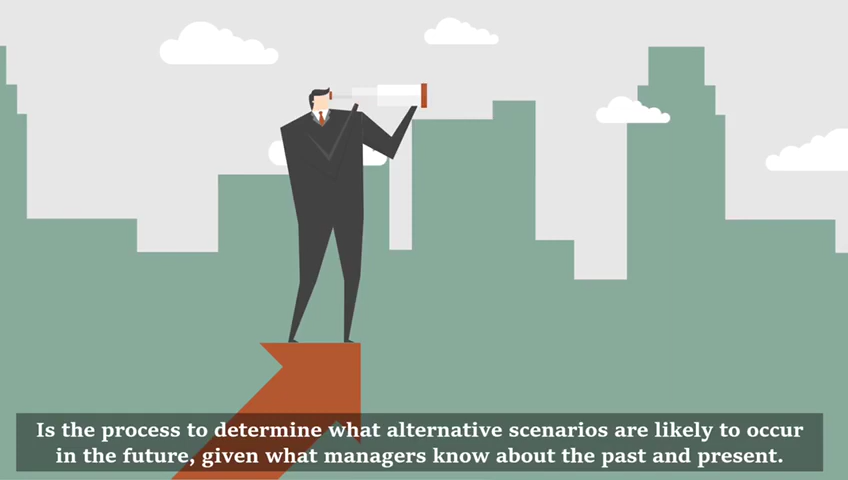 Is the process to determine what alternative scenarios are likely to occur
in the future, given what managers know about the past and present.